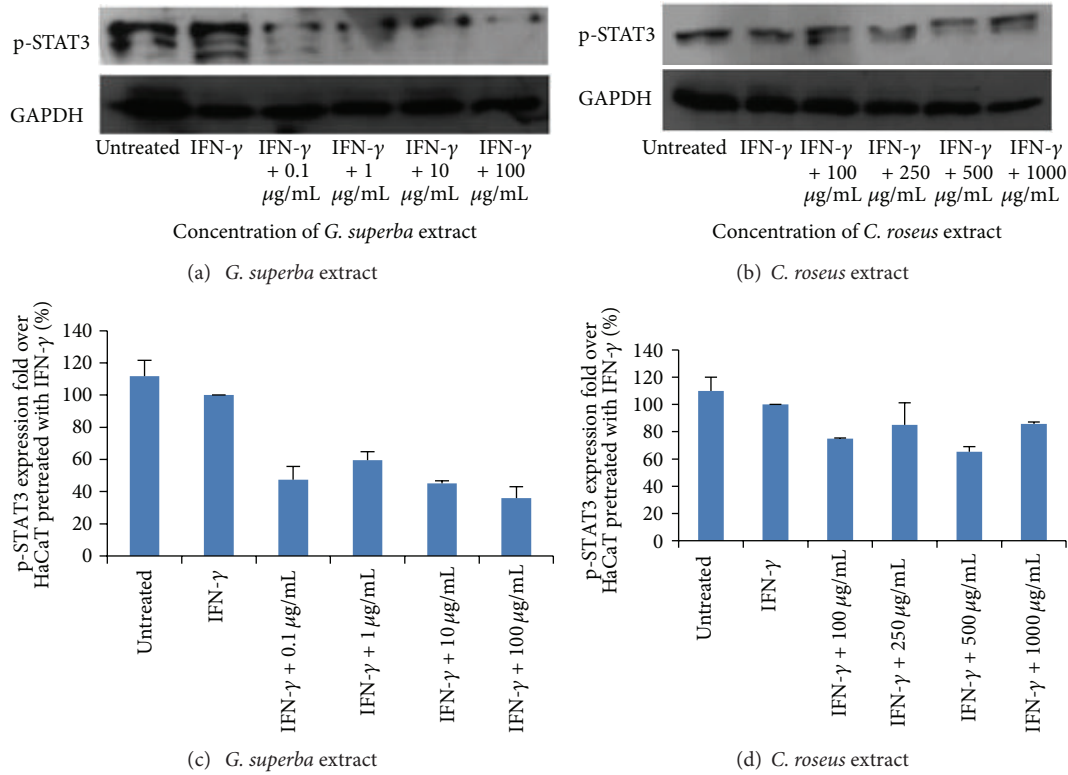 p-STAT3
GAPDH
Untreated IFN-γ IFN-γ IFN-γ IFN-γ IFN-γ
+ 0.1 + 1 + 10 + 100
μg/mL μg/mL μg/mL μg/mL
Concentration of G. superba extract
(a) G. superba extract
p-STAT3
GAPDH
Untreated IFN-γ IFN-γ IFN-γ IFN-γ IFN-γ
+ 100 + 250 + 500 + 1000
μg/mL μg/mL μg/mL μg/mL
Concentration of C. roseus extract
(b) C. roseus extract
p-STAT3 expression fold over
HaCaT pretreated with IFN-γ (%)
140
120
100
80
60
40
20
0
Untreated
IFN-γ
IFN-γ + 0.1 μg/mL
IFN-γ + 1 μg/mL
IFN-γ + 10 μg/mL
IFN-γ + 100 μg/mL
(c) G. superba extract
p-STAT3 expression fold over
HaCaT pretreated with IFN-γ (%)
140
120
100
80
60
40
20
0
Untreated
IFN-γ
IFN-γ + 100 μg/mL
IFN-γ + 250 μg/mL
IFN-γ + 500 μg/mL
IFN-γ + 1000 μg/mL
(d) C. roseus extract